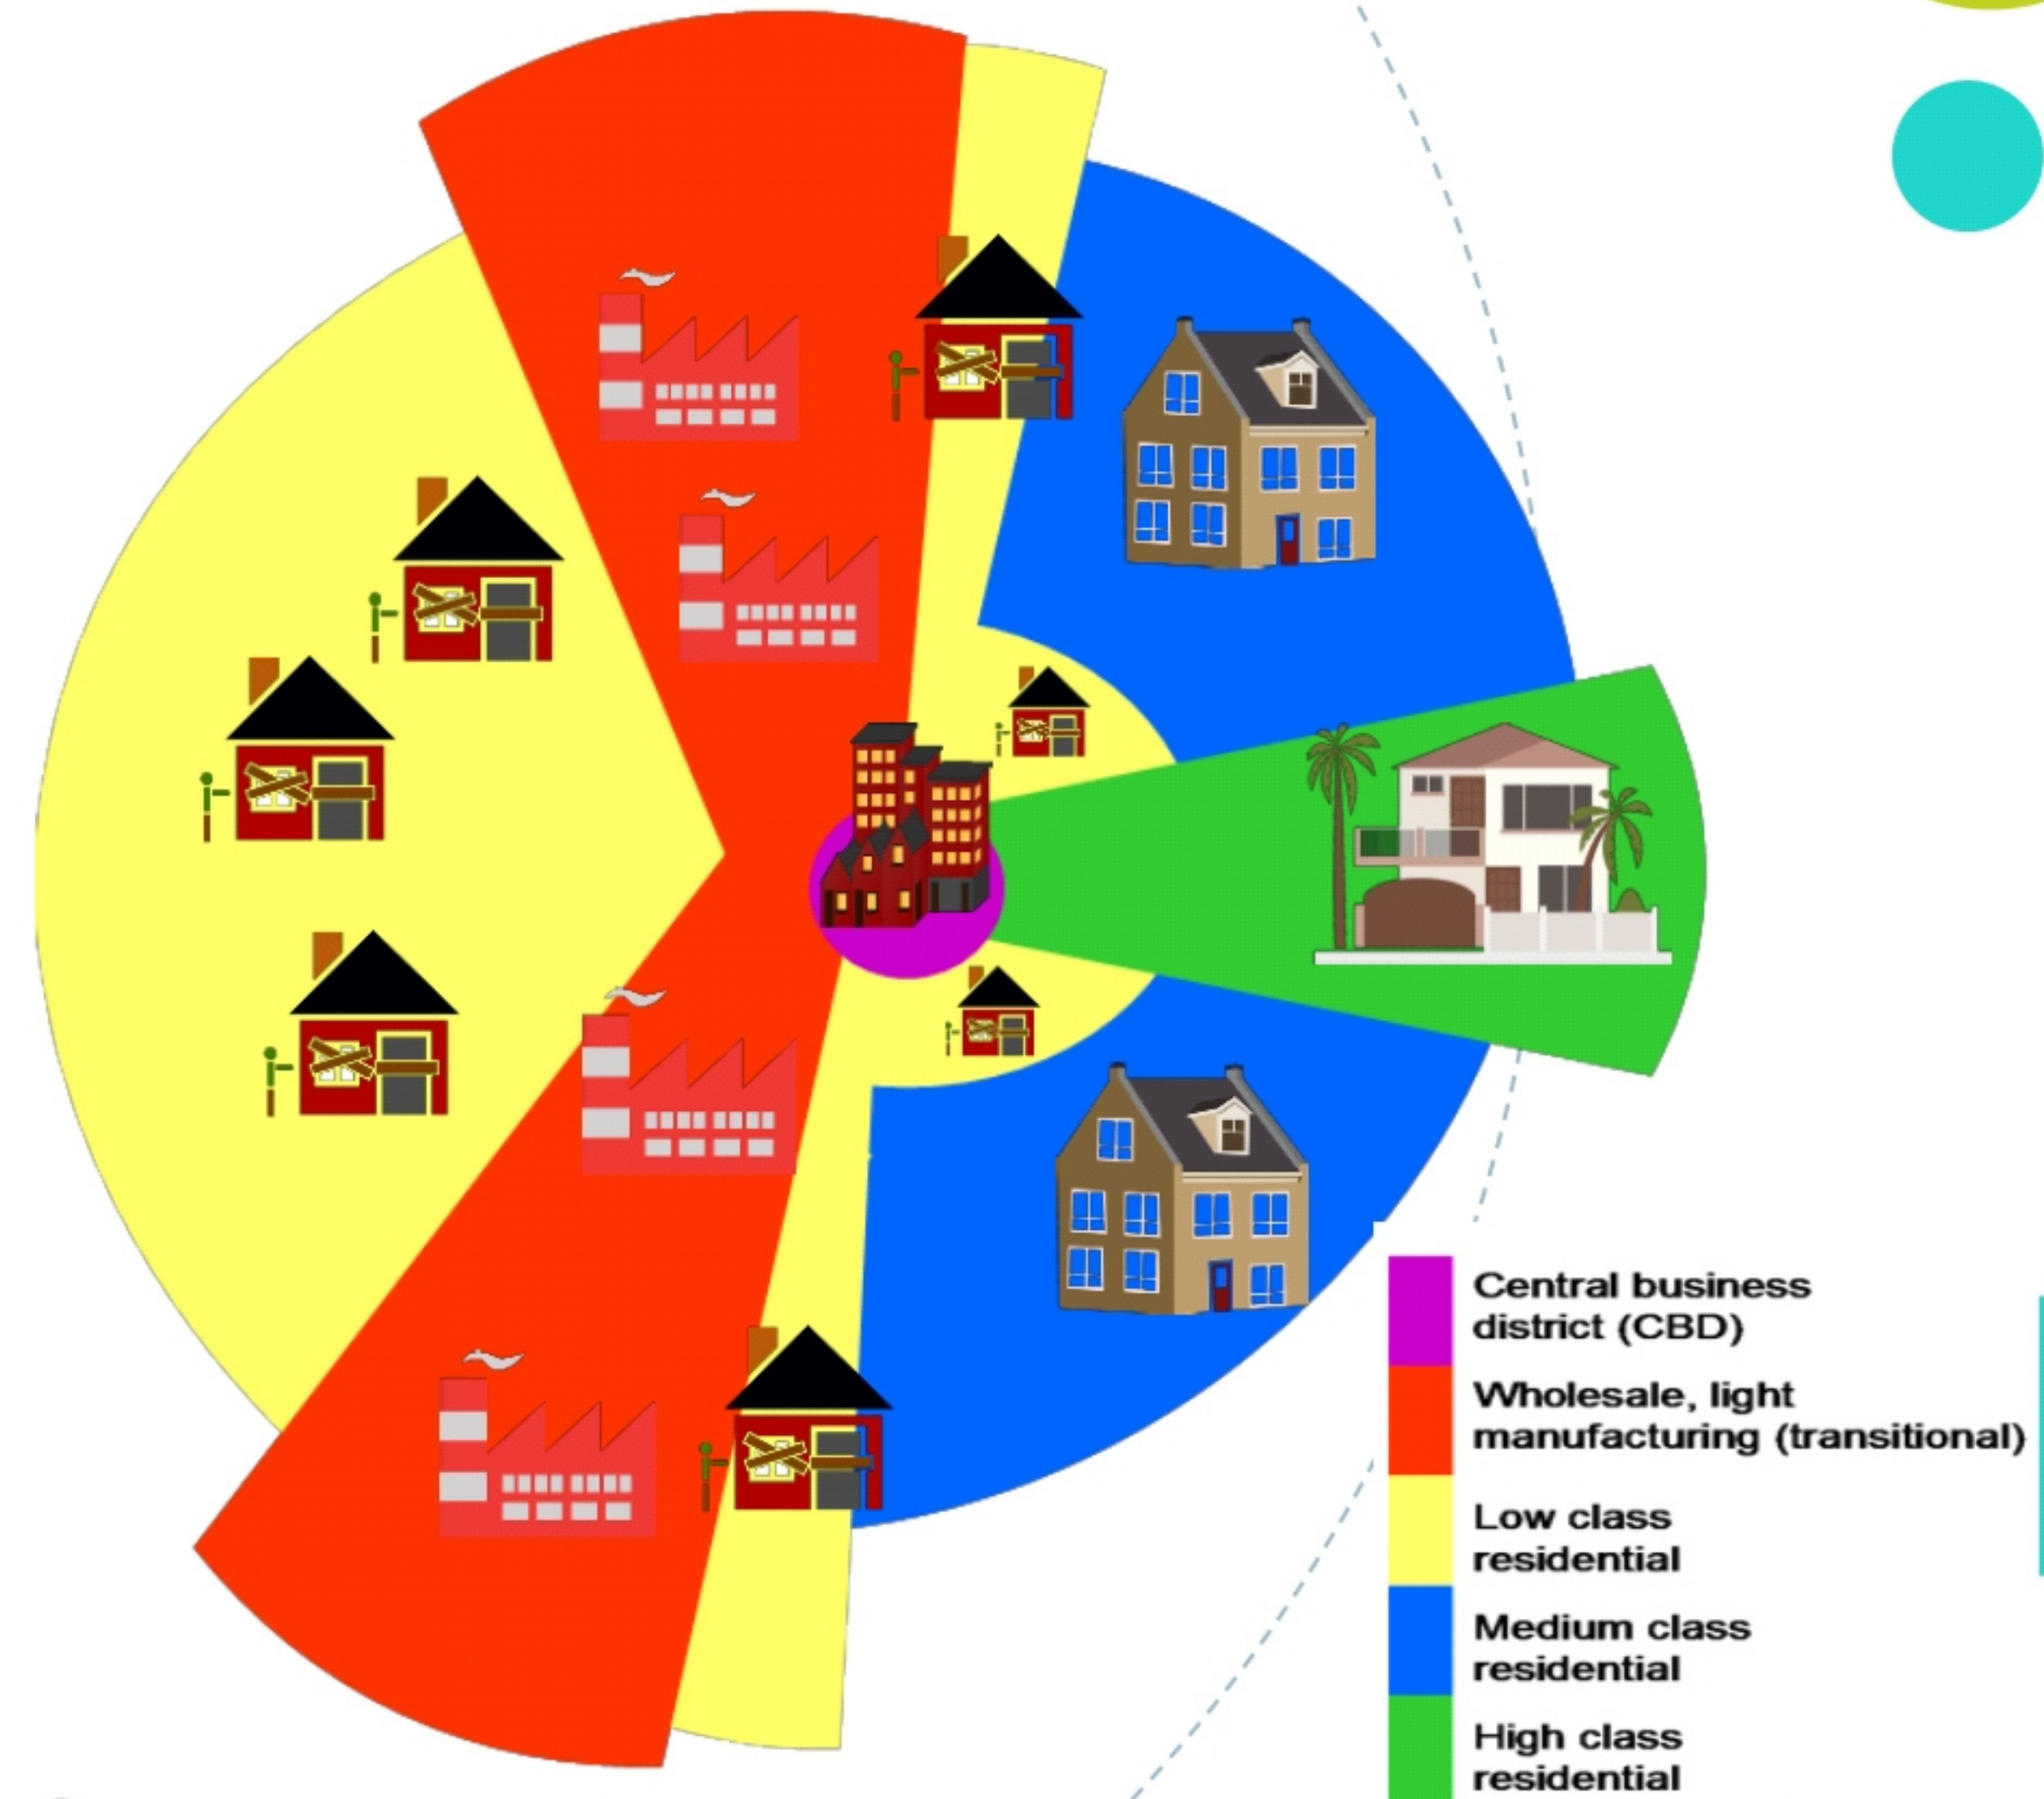 Central business
district (CBD)
Wholesale, light
manufacturing (transitional)
Low class
residential
Medium class
residential
High class
residential